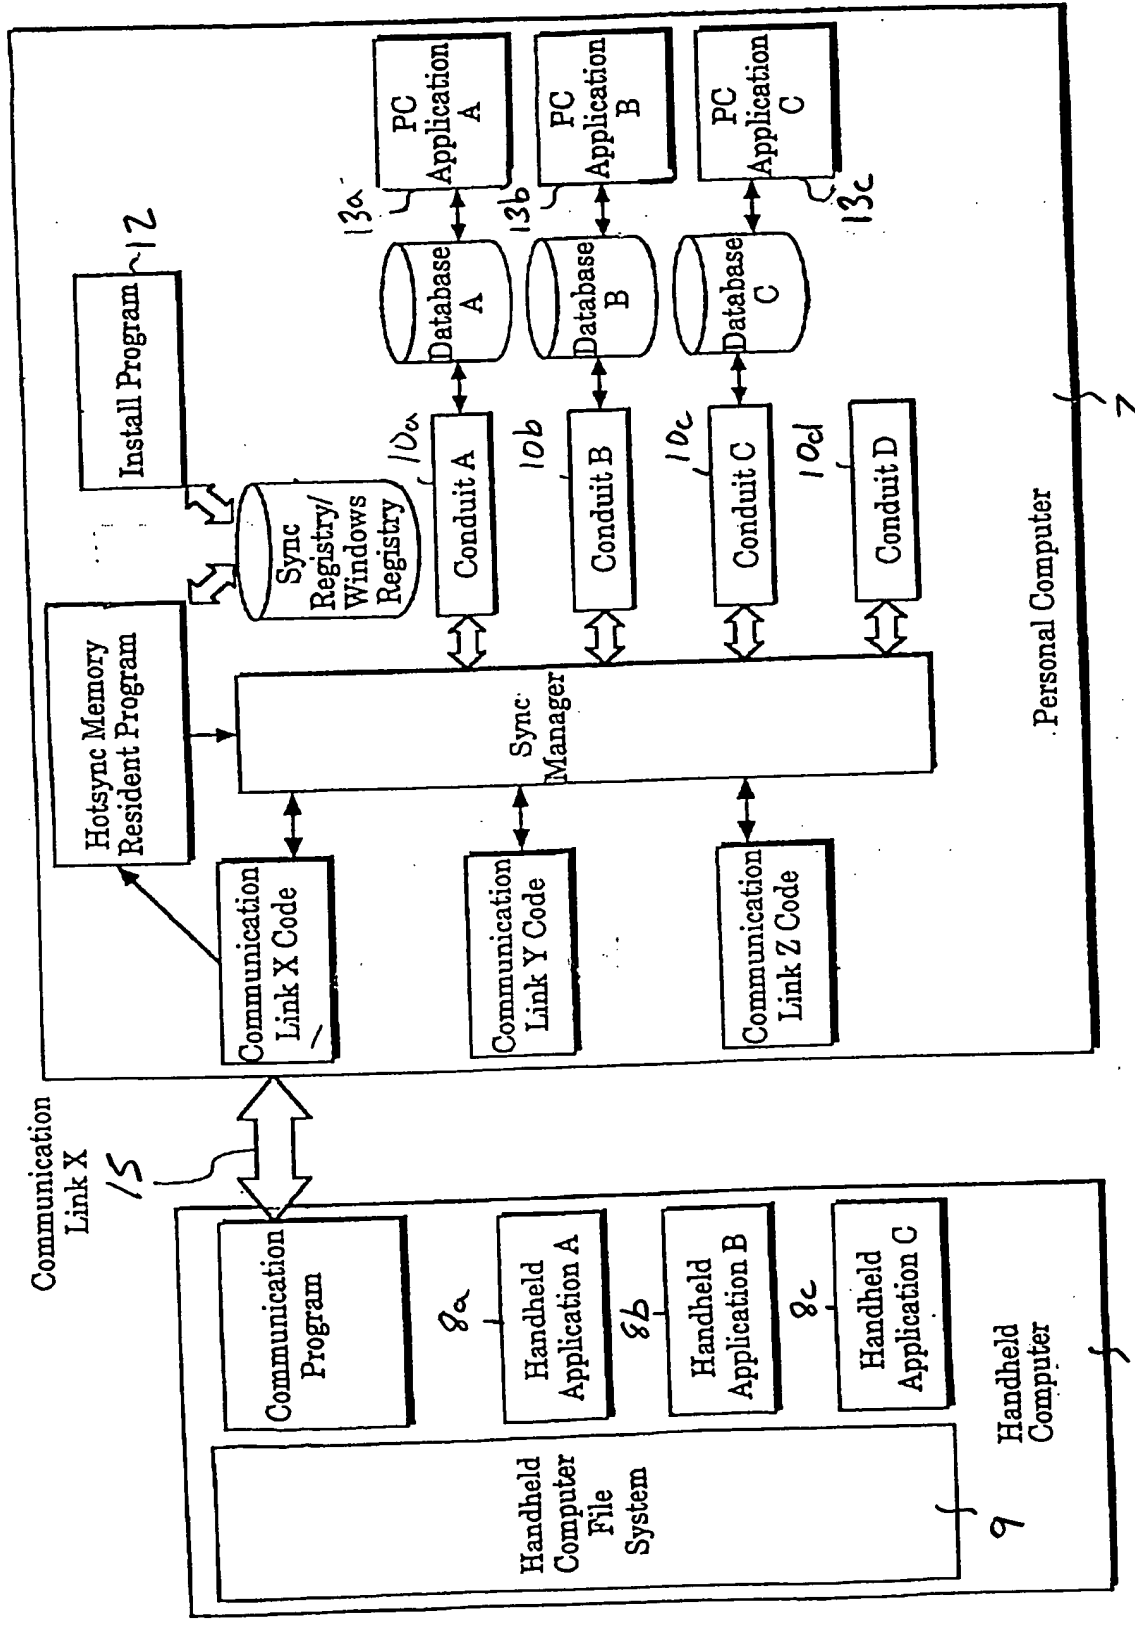 Communication
Link X
15
Communication
Program
Handheld
Computer
File
System
9
8a
Handheld
Application A
8b
Handheld
Application B
8c
Handheld
Application C
Handheld
Computer
Hotsync Memory
Resident Program
Install Program
12
Sync
Registry/
Windows
Registry
Communication
Link X Code
Communication
Link Y Code
Communication
Link Z Code
Sync
Manager
10a
Conduit A
10b
Conduit B
10c
Conduit C
10d
Conduit D
Database
A
Database
B
Database
C
13a
PC
Application
A
13b
PC
Application
B
13c
PC
Application
C
Personal Computer